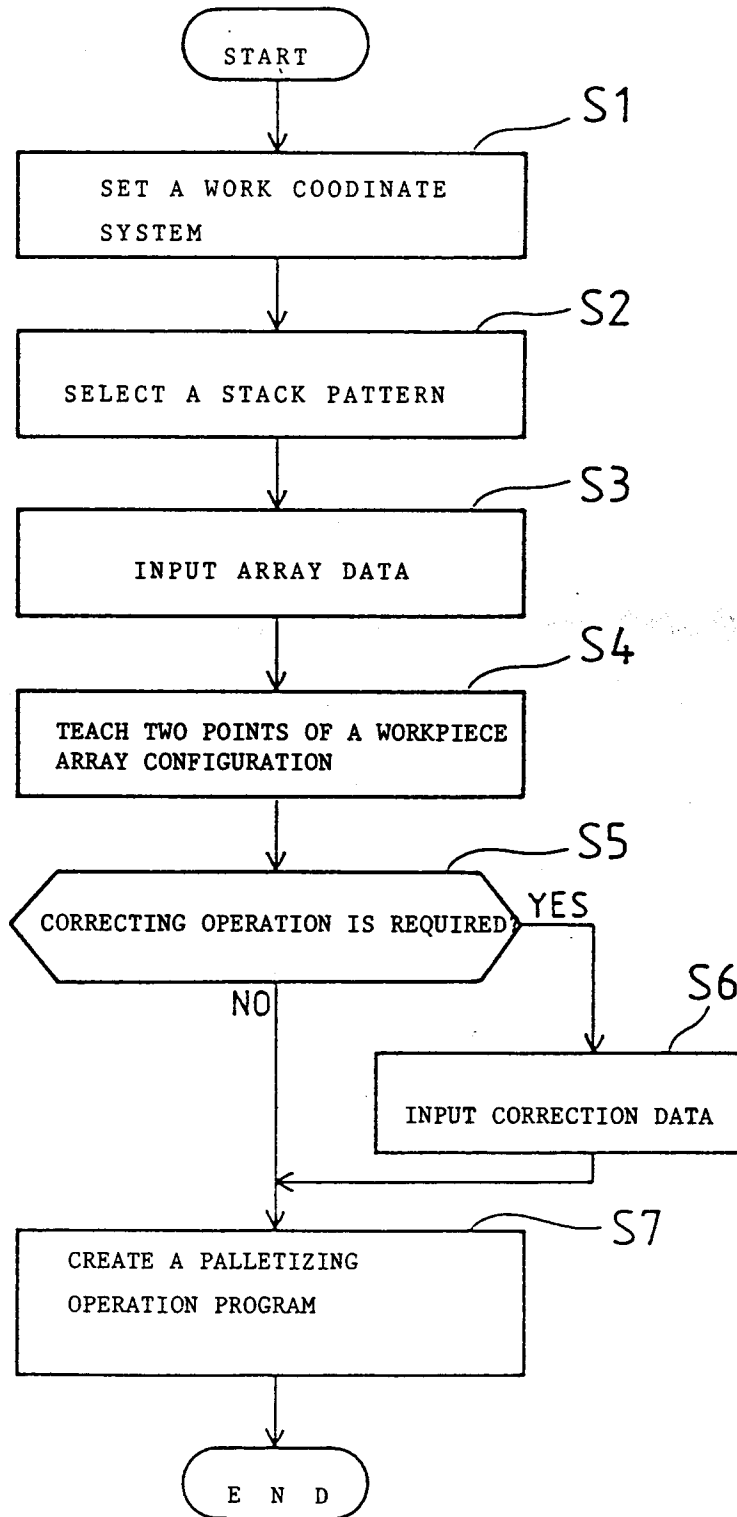 START
S1
SET A WORK COODINATE
SYSTEM
S2
SELECT A STACK PATTERN
S3
INPUT ARRAY DATA
S4
TEACH TWO POINTS OF A WORKPIECE
ARRAY CONFIGURATION
S5
CORRECTING OPERATION IS REQUIRED?
YES
NO
S6
INPUT CORRECTION DATA
S7
CREATE A PALLETIZING
OPERATION PROGRAM
E N D